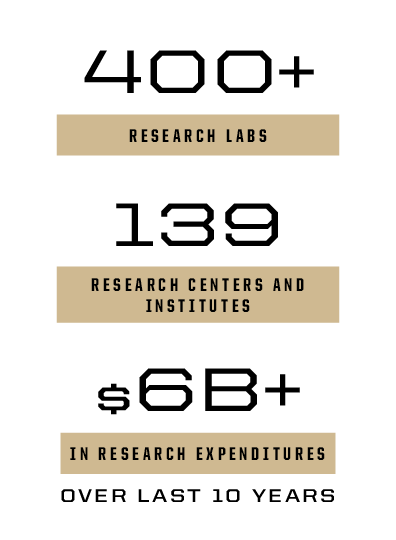 400+
RESEARCH LABS
139
RESEARCH CENTERS AND
INSTITUTES
$6B+
IN RESEARCH EXPENDITURES
OVER LAST 10 YEARS